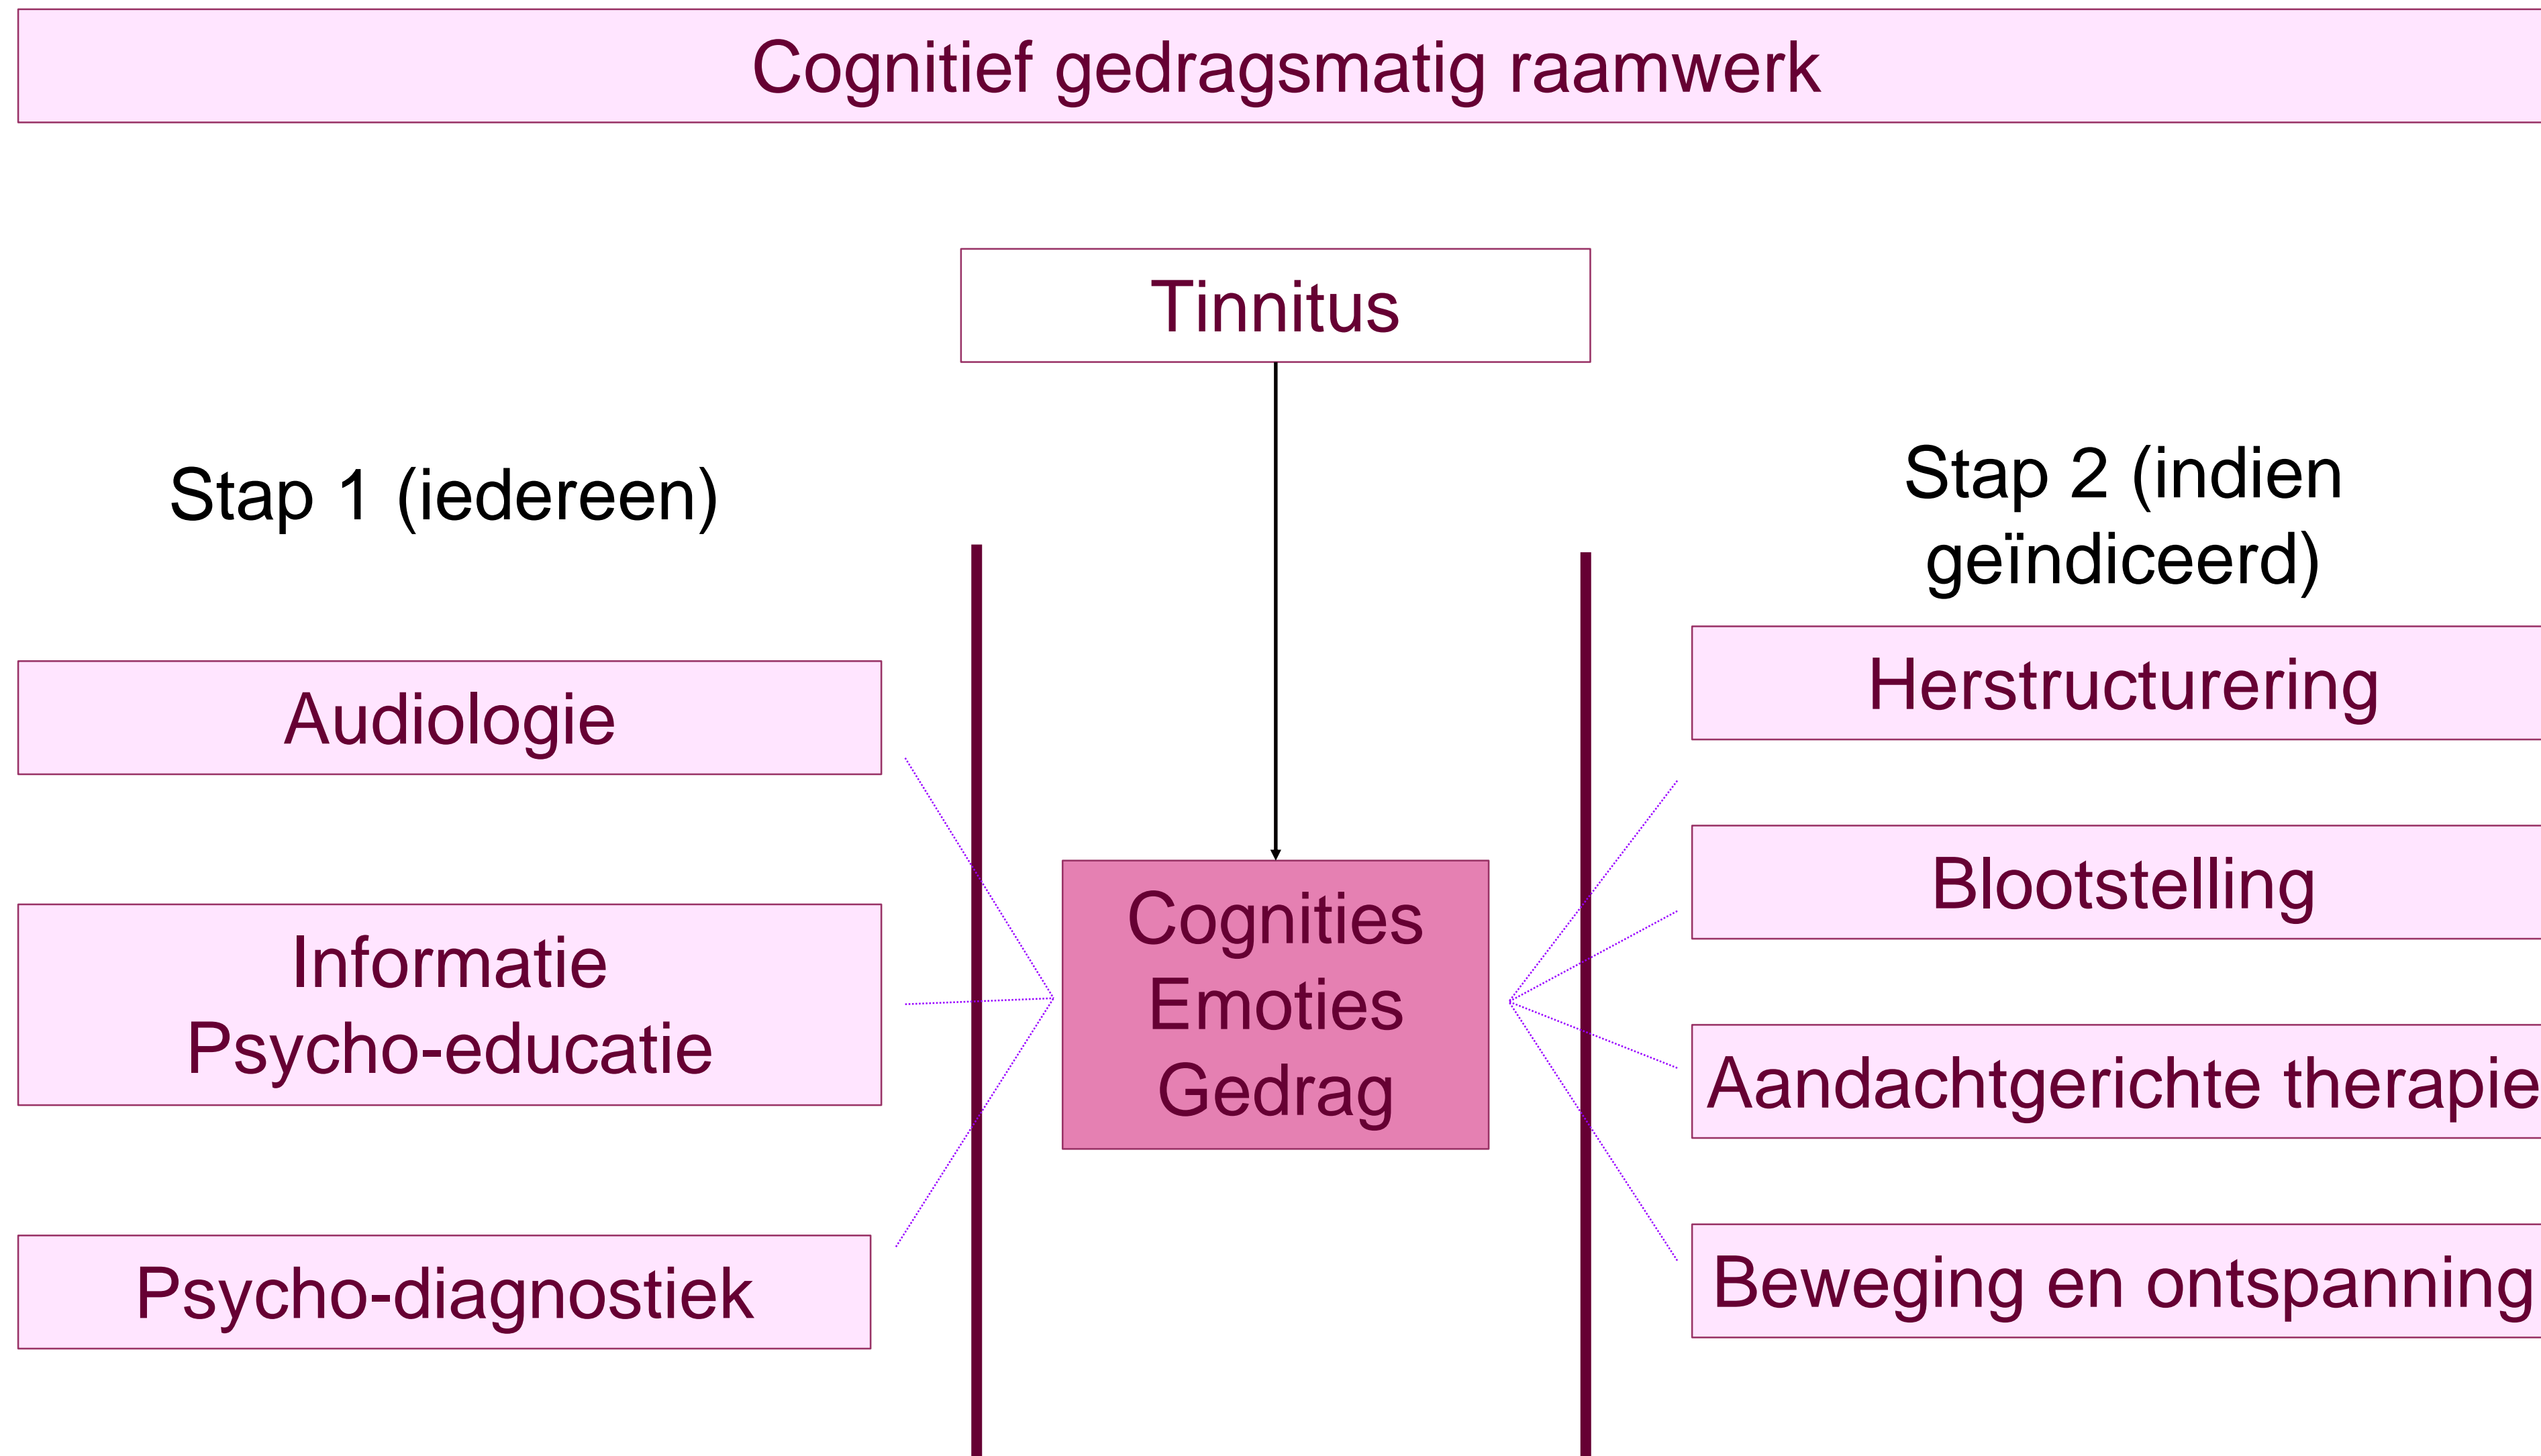 Cognitief gedragsmatig raamwerk
Tinnitus
Stap 1 (iedereen)
Audiologie
Informatie
Psycho-educatie
Psycho-diagnostiek
Cognities
Emoties
Gedrag
Stap 2 (indien
geïndiceerd)
Herstructurering
Blootstelling
Aandachtgerichte therapie
Beweging en ontspanning